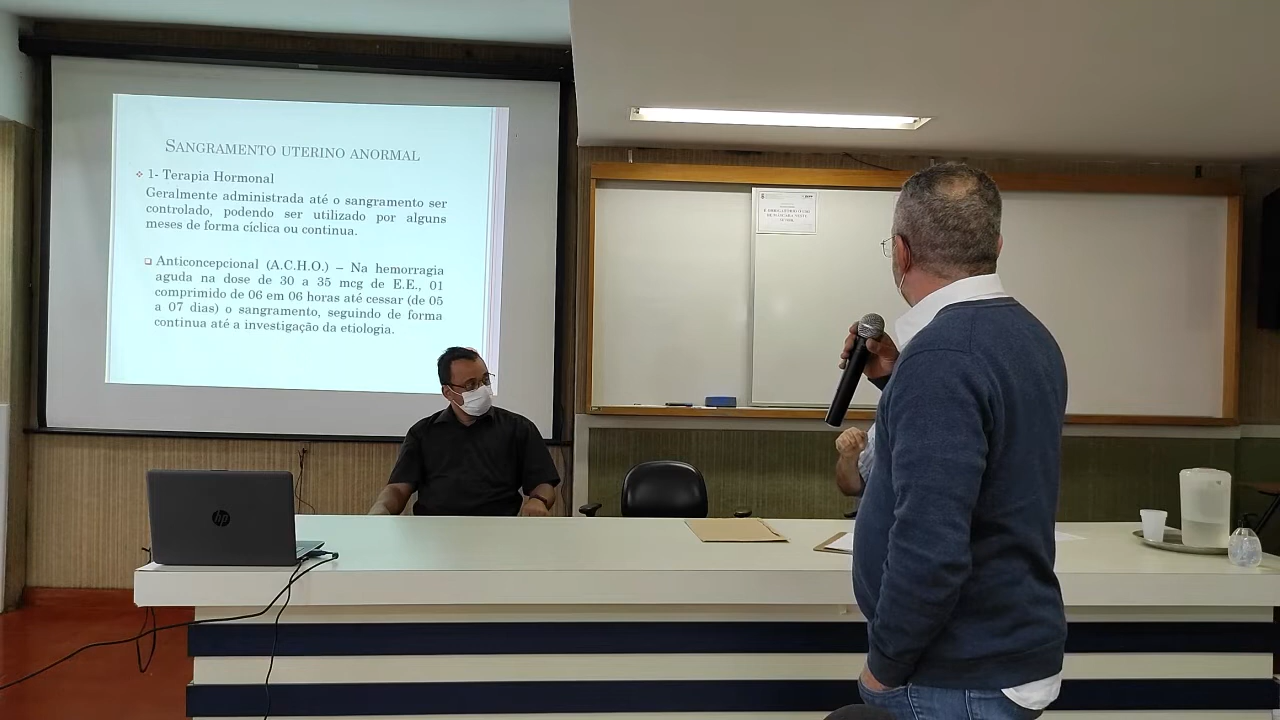 SANGRAMENTO UTERINO ANORMAL
1- Terapia Hormonal
Geralmente administrada até o sangramento ser
controlado, podendo ser utilizado por alguns
meses de forma cíclica ou continua.
Anticoncepcional (A.C.H.O.) – Na hemorragia
aguda na dose de 30 a 35 mcg de E.E., 01
comprimido de 06 em 06 horas até cessar (de 05
a 07 dias) o sangramento, seguindo de forma
continua até a investigação da etiologia.
hp